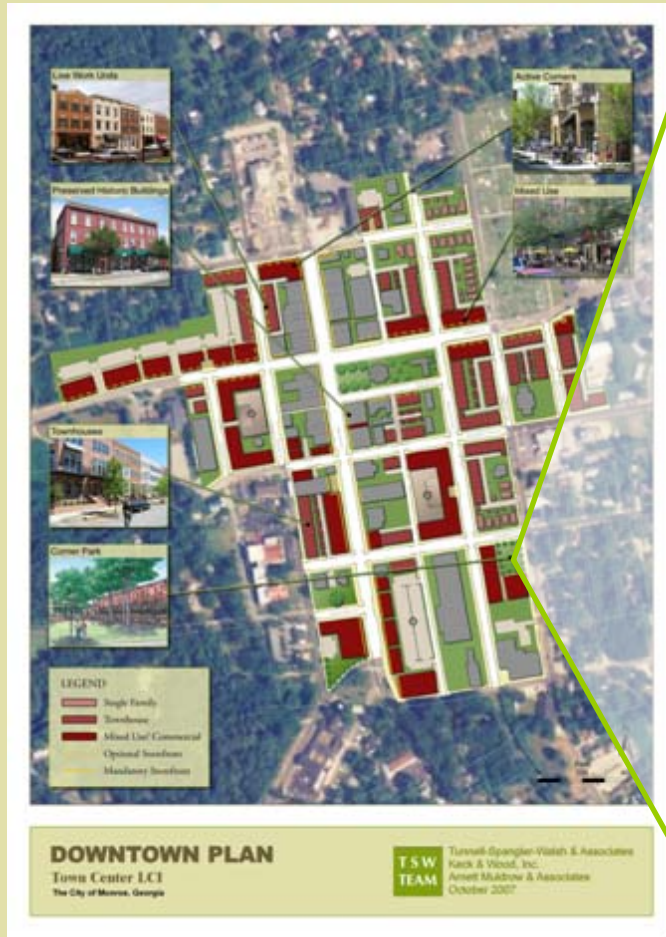 Live Work Units
Active Corners
Preserved Historic Buildings
Mixed Use
Townhouses
Corner Park
LEGEND
Single Family
Townhouse
Mixed Use/ Commercial
Optional Storefront
Mandatory Storefront
DOWNTOWN PLAN
Town Center LCI
The City of Monroe, Georgia
TSW
TEAM
Tunnell-Spangler-Walsh & Associates
Keck & Wood, Inc.
Arnett Muldrow & Associates
October 2007